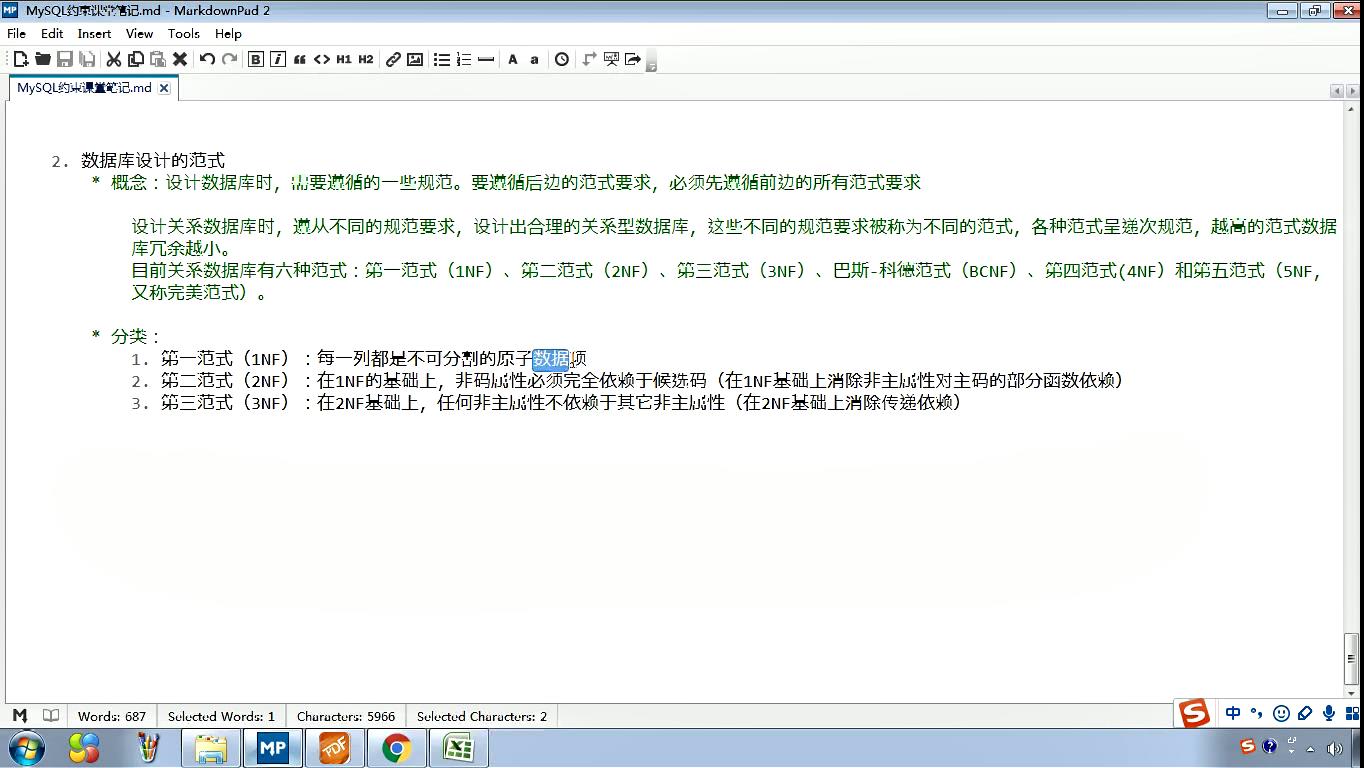 MySQL约束课堂笔记.md - MarkdownPad 2
File Edit Insert View Tools Help
B i “ <> H1 H2 A a
MySQL约束课堂笔记.md
2. 数据库设计的范式
* 概念：设计数据库时，需要遵循的一些规范。要遵循后边的范式要求，必须先遵循前边的所有范式要求
设计关系数据库时，遵从不同的规范要求，设计出合理的关系型数据库，这些不同的规范要求被称为不同的范式，各种范式呈递次规范，越高的范式数据
库冗余越小。
目前关系数据库有六种范式：第一范式（1NF）、第二范式（2NF）、第三范式（3NF）、巴斯-科德范式（BCNF）、第四范式(4NF）和第五范式（5NF，
又称完美范式）。
* 分类：
1. 第一范式（1NF）：每一列都是不可分割的原子数据项
2. 第二范式（2NF）：在1NF的基础上，非码属性必须完全依赖于候选码（在1NF基础上消除非主属性对主码的部分函数依赖）
3. 第三范式（3NF）：在2NF基础上，任何非主属性不依赖于其它非主属性（在2NF基础上消除传递依赖）
Words: 687 Selected Words: 1 Characters: 5966 Selected Characters: 2
中
MP PDF